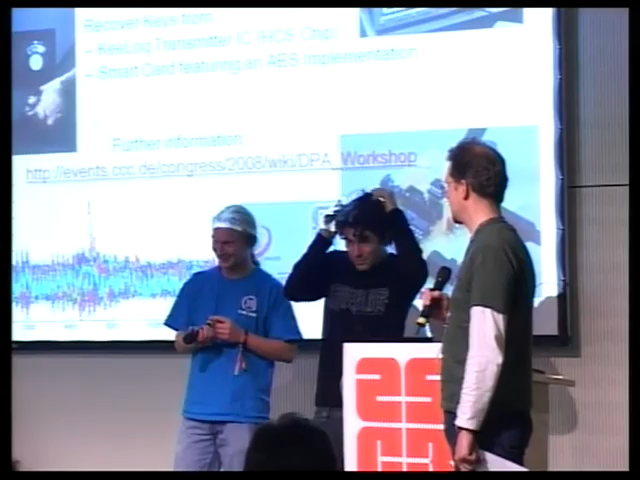 Recover Keys from
– KeeLoq Transmitter IC (HCS Chip)
– Smart Card featuring an AES Implementation
Further information
http://events.ccc.de/congress/2008/wiki/DPA_Workshop
25
C3